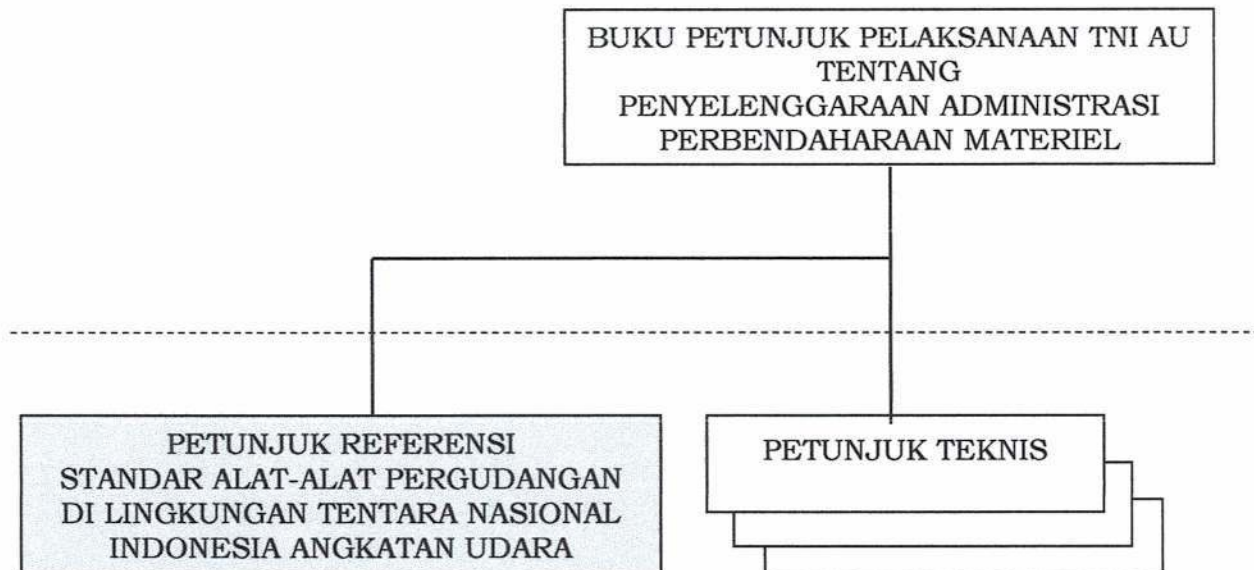 BUKU PETUNJUK PELAKSANAAN TNI AU
TENTANG
PENYELENGGARAAN ADMINISTRASI
PERBENDAHARAAN MATERIEL
PETUNJUK REFERENSI
STANDAR ALAT-ALAT PERGUDANGAN
DI LINGKUNGAN TENTARA NASIONAL
INDONESIA ANGKATAN UDARA
PETUNJUK TEKNIS